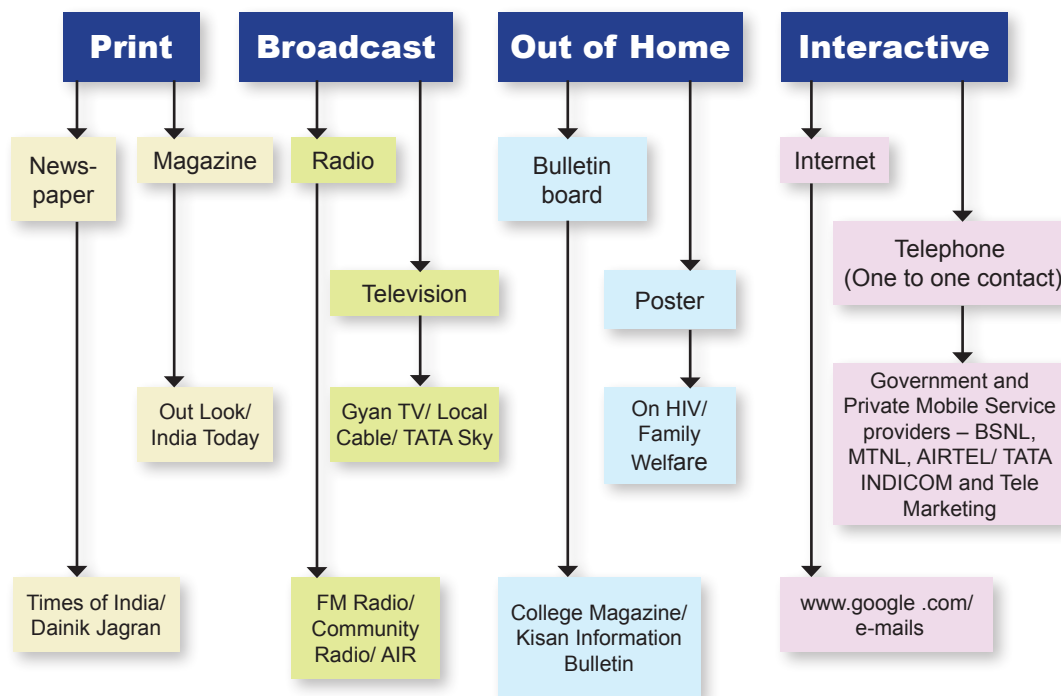 Print
Broadcast
Out of Home
Interactive
News-
paper
Magazine
Radio
Bulletin
board
Internet
Television
Poster
Telephone
(One to one contact)
Out Look/
India Today
Gyan TV/ Local
Cable/ TATA Sky
On HIV/
Family
Welfare
Government and
Private Mobile Service
providers – BSNL,
MTNL, AIRTEL/ TATA
INDICOM and Tele
Marketing
Times of India/
Dainik Jagran
FM Radio/
Community
Radio/ AIR
College Magazine/
Kisan Information
Bulletin
www.google .com/
e-mails